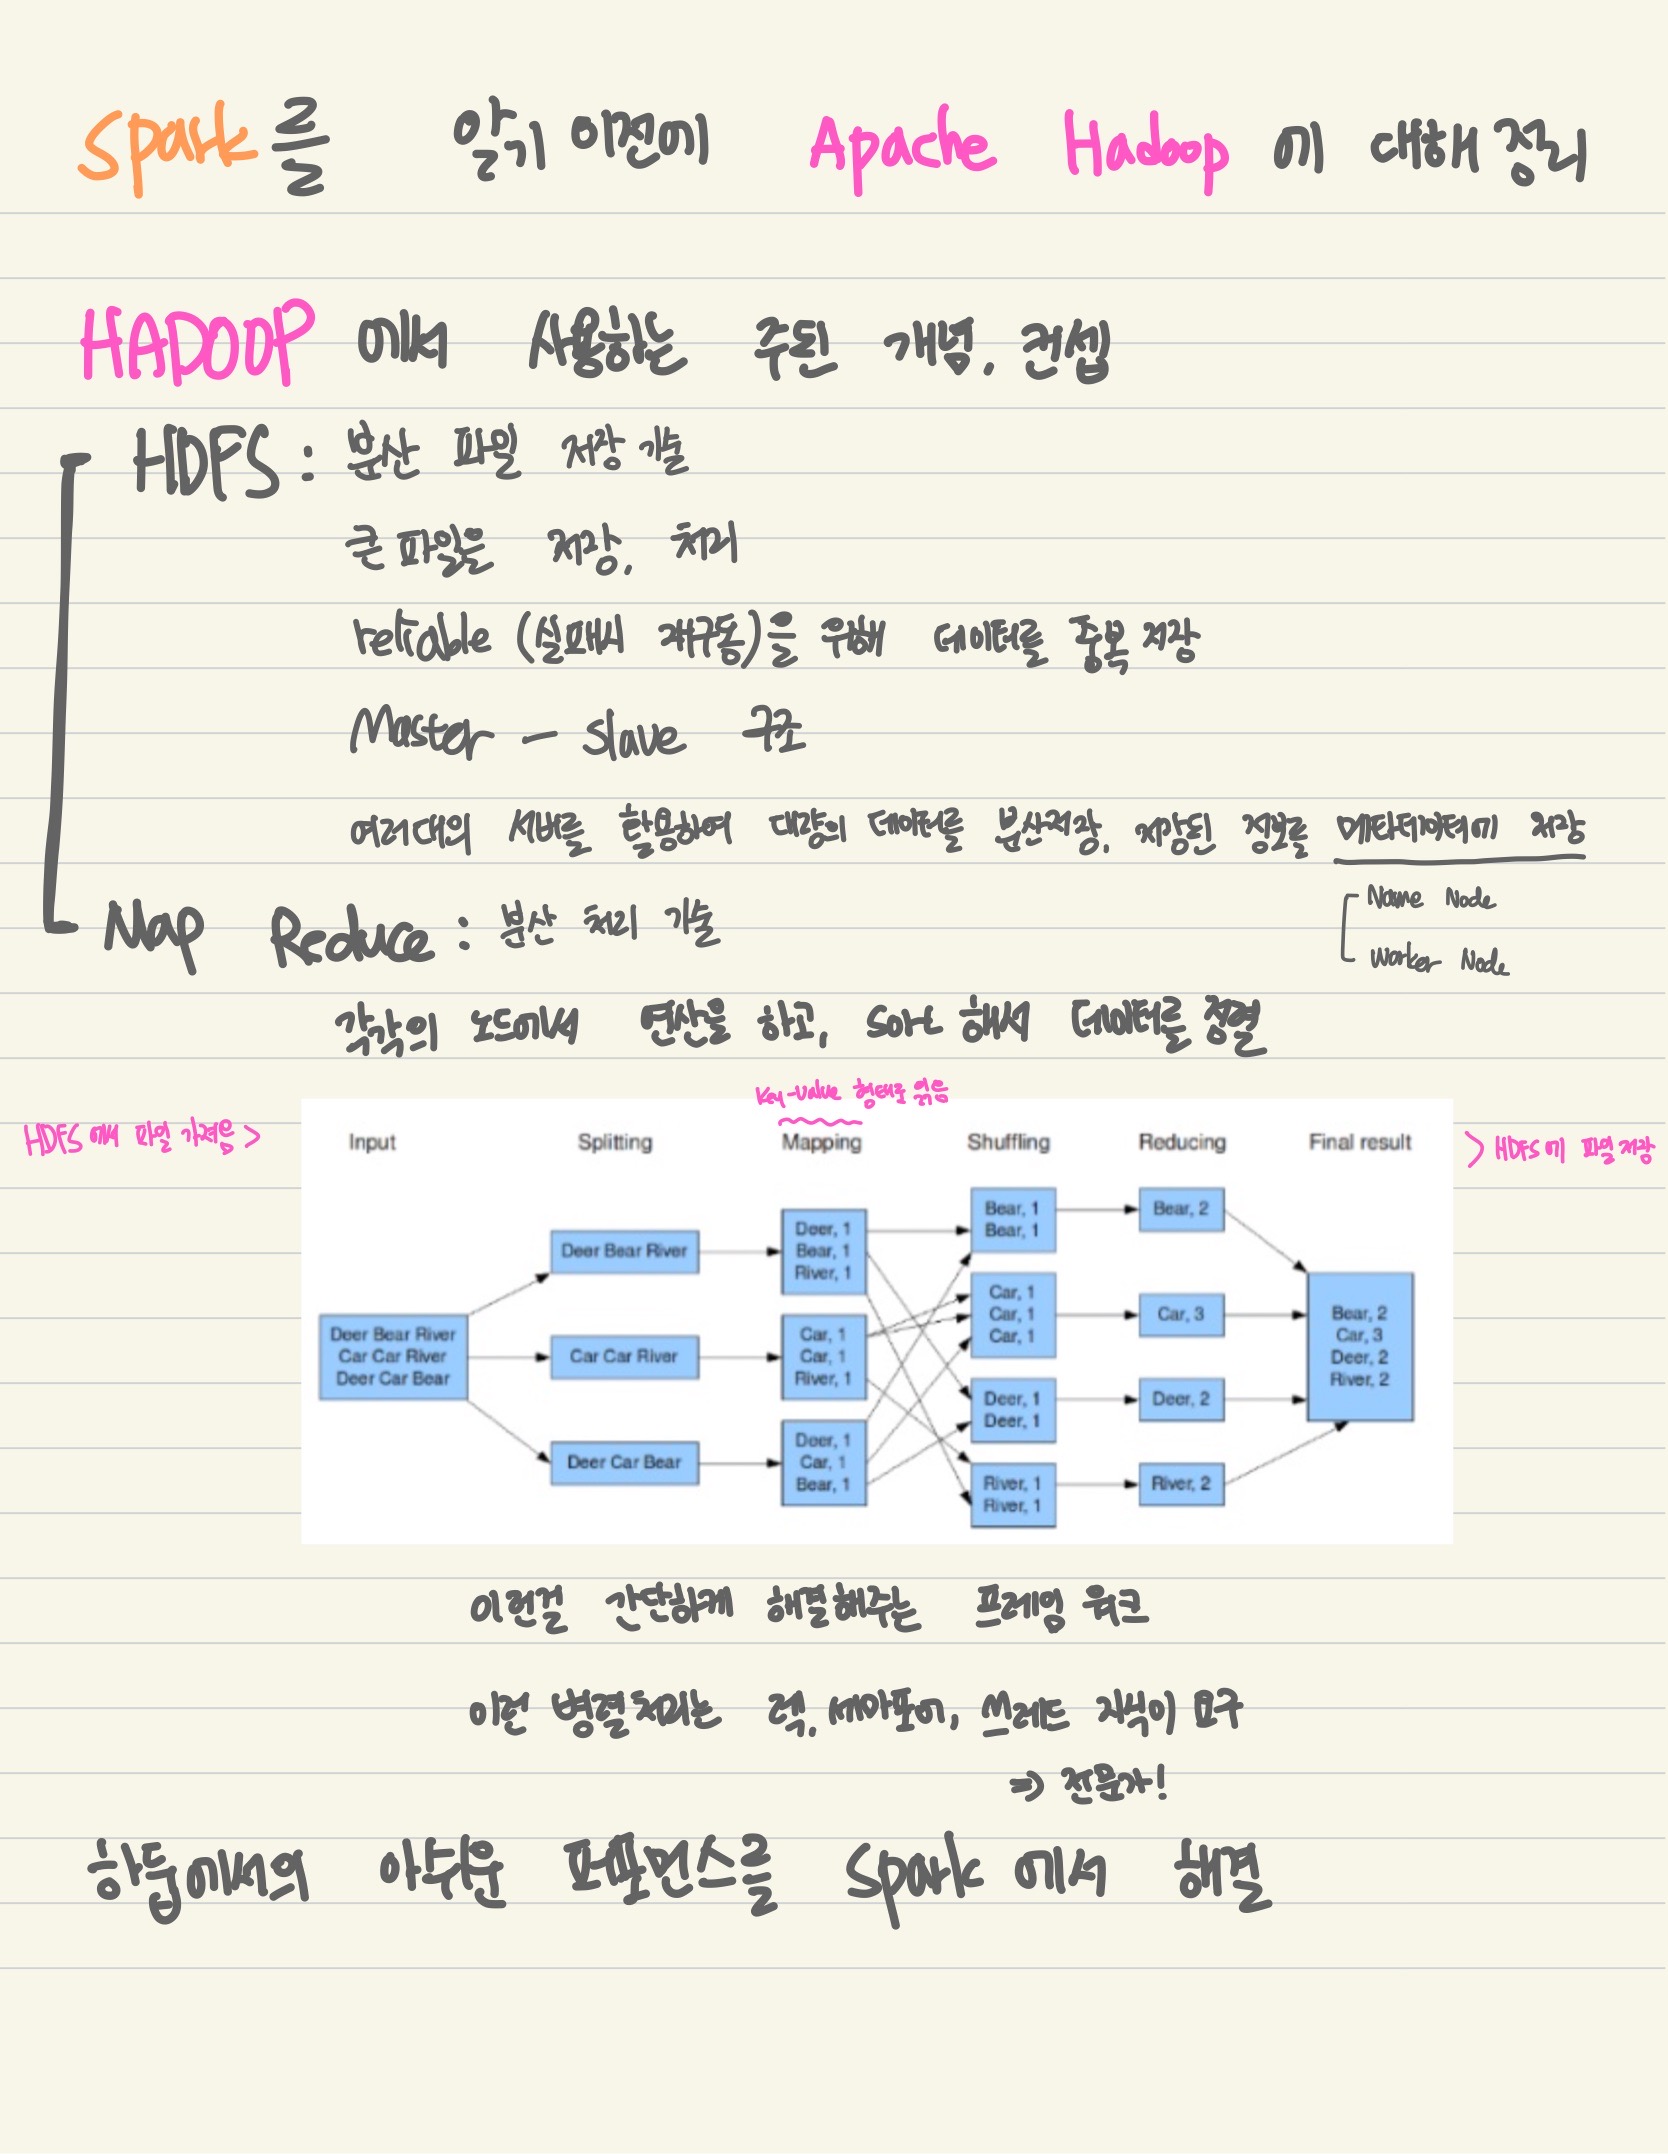 Spark를 알기 이전에 Apache Hadoop 에 대해 정리
HADOOP 에서 사용하는 주된 개념, 컨셉
HDFS : 분산 파일 저장 기술
큰 파일을 저장, 처리
reliable (실패시 재구동)을 위해 데이터를 중복 저장
Master - Slave 구조
여러대의 서버를 활용하여 대량의 데이터를 분산저장, 저장된 정보를 메타데이터에 저장
Name Node
Worker Node
Map Reduce : 분산 처리 기술
각각의 노드에서 연산을 하고, Sort 해서 데이터를 정렬
Key-Value 형태로 묶음
HDFS 에서 파일 가져옴 >
Input Splitting Mapping Shuffling Reducing Final result
> HDFS에 파일 저장
Deer Bear River
Car Car River
Deer Car Bear
Deer Bear River
Car Car River
Deer Car Bear
Deer, 1
Bear, 1
River, 1
Car, 1
Car, 1
River, 1
Deer, 1
Car, 1
Bear, 1
Bear, 1
Bear, 1
Car, 1
Car, 1
Car, 1
Deer, 1
Deer, 1
River, 1
River, 1
Bear, 2
Car, 3
Deer, 2
River, 2
Bear, 2
Car, 3
Deer, 2
River, 2
이런걸 간단하게 해결해주는 프레임 워크
이런 병렬처리는 렉, 세마포어, 쓰레드 지식이 요구
=> 전문가!
하둡에서의 아쉬운 퍼포먼스를 Spark 에서 해결